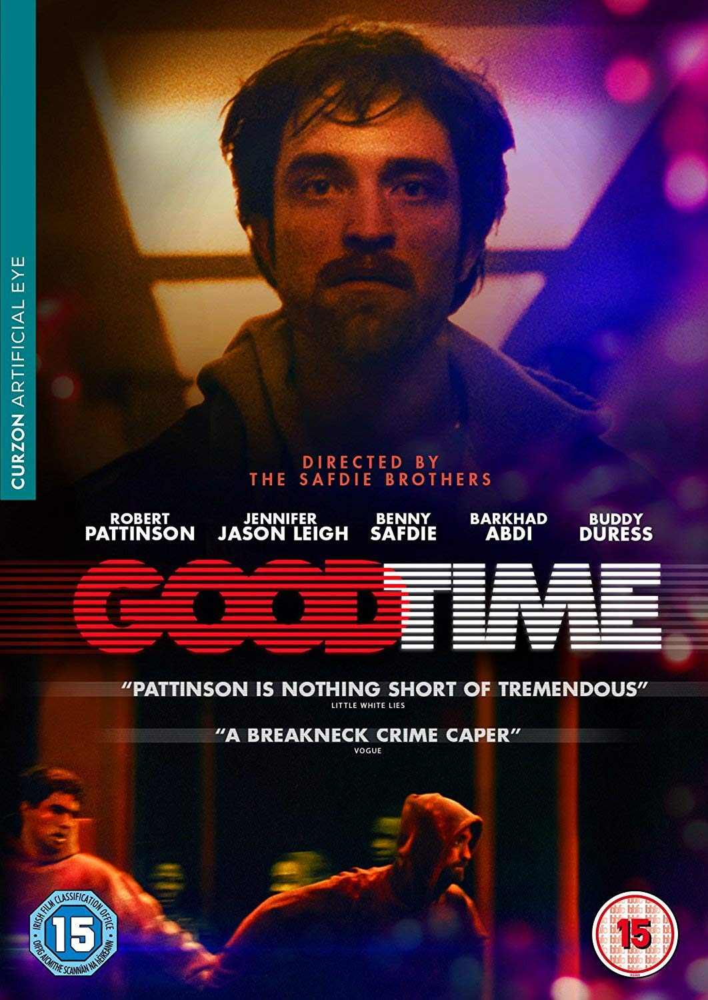 CURZON ARTIFICIAL EYE
DIRECTED BY
THE SAFDIE BROTHERS
ROBERT
PATTINSON
JENNIFER
JASON LEIGH
BENNY
SAFDIE
BARKHAD
ABDI
BUDDY
DURESS
GOODTIME
“PATTINSON IS NOTHING SHORT OF TREMENDOUS”
LITTLE WHITE LIES
“A BREAKNECK CRIME CAPER”
VOGUE
IRISH FILM CLASSIFICATION OFFICE
15
OIFIG AICMITHE SCANNÁN NA HÉIREANN
bbfc
15
©2002